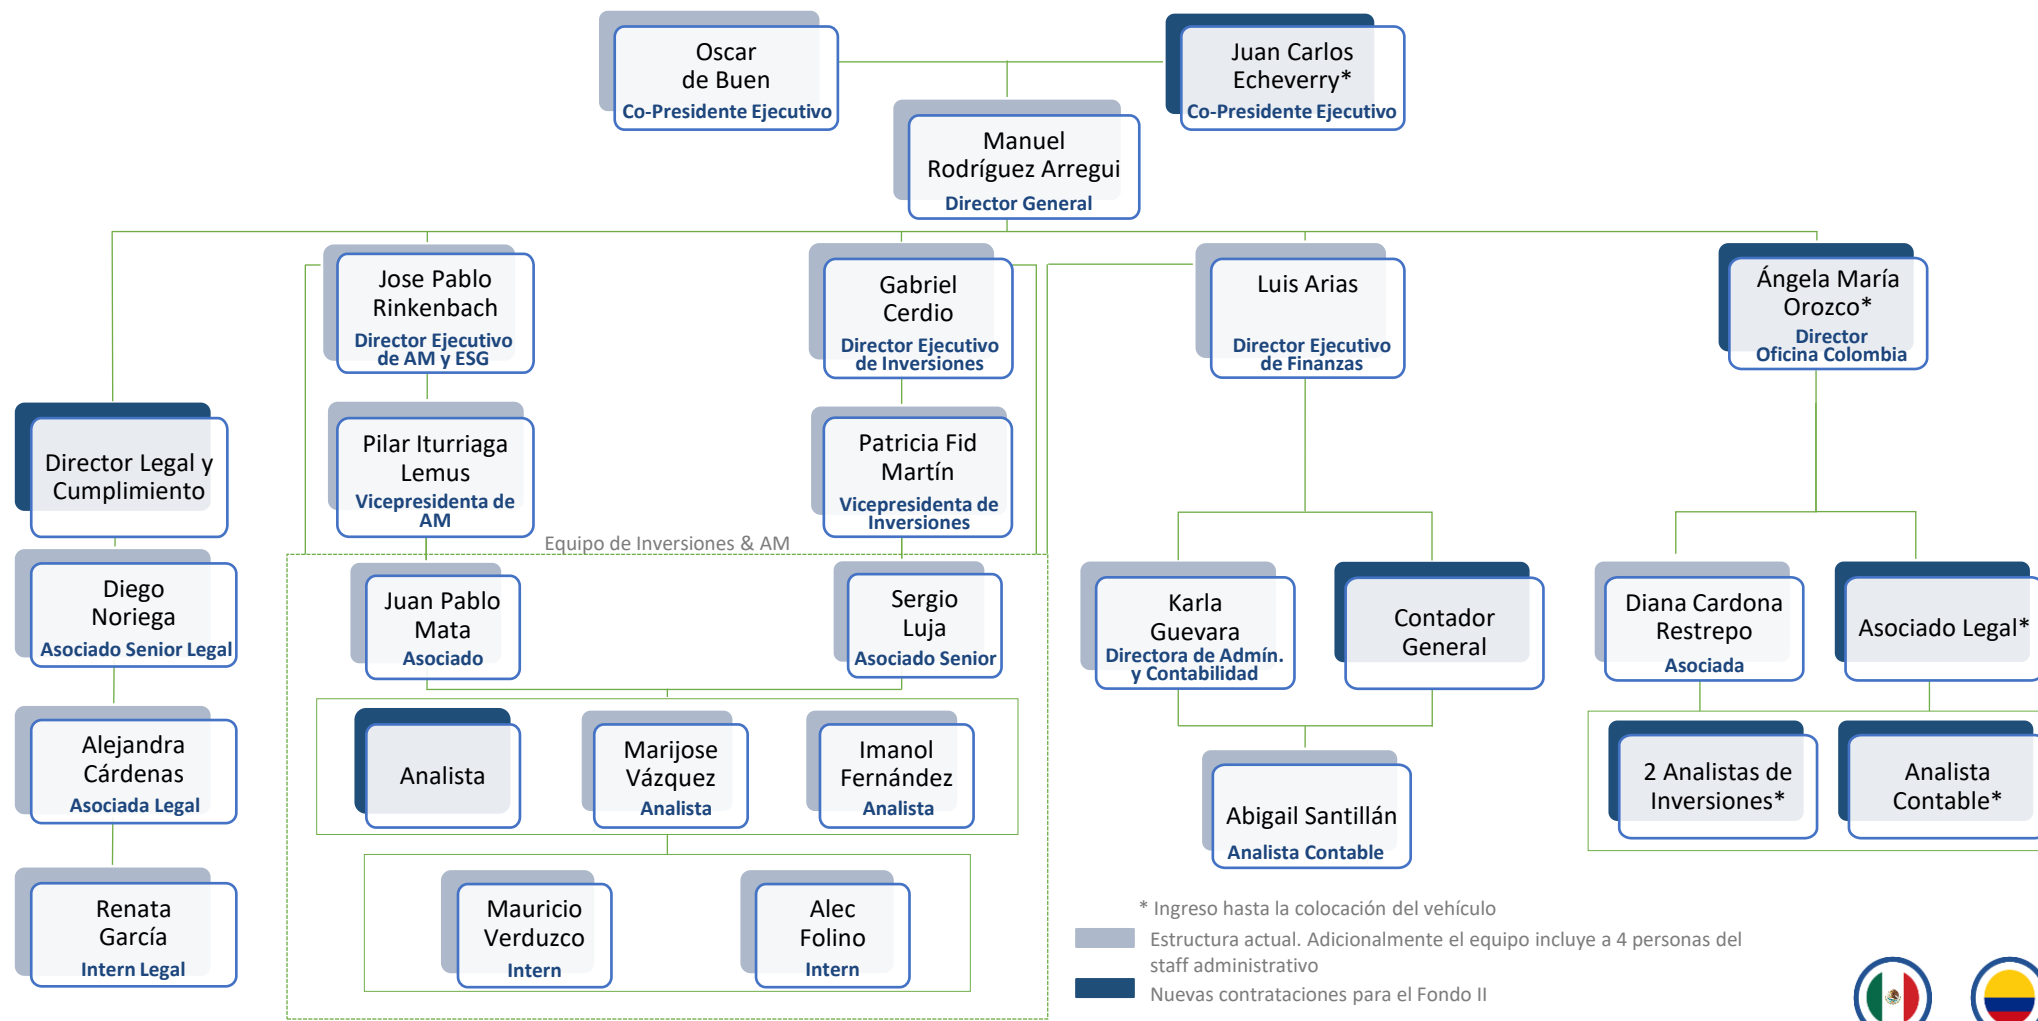 Oscar
de Buen
Co-Presidente Ejecutivo
Juan Carlos
Echeverry*
Co-Presidente Ejecutivo
Manuel
Rodríguez Arregui
Director General
Jose Pablo
Rinkenbach
Director Ejecutivo
de AM y ESG
Gabriel
Cerdio
Director Ejecutivo
de Inversiones
Luis Arias
Director Ejecutivo
de Finanzas
Ángela María
Orozco*
Director
Oficina Colombia
Director Legal y
Cumplimiento
Pilar Iturriaga
Lemus
Vicepresidenta de
AM
Patricia Fid
Martín
Vicepresidenta de
Inversiones
Equipo de Inversiones & AM
Diego
Noriega
Asociado Senior Legal
Juan Pablo
Mata
Asociado
Sergio
Luja
Asociado Senior
Karla
Guevara
Directora de Admín.
y Contabilidad
Contador
General
Diana Cardona
Restrepo
Asociada
Asociado Legal*
Alejandra
Cárdenas
Asociada Legal
Analista
Marijose
Vázquez
Analista
Imanol
Fernández
Analista
Abigail Santillán
Analista Contable
2 Analistas de
Inversiones*
Analista
Contable*
Renata
García
Intern Legal
Mauricio
Verduzco
Intern
Alec
Folino
Intern
* Ingreso hasta la colocación del vehículo
Estructura actual. Adicionalmente el equipo incluye a 4 personas del
staff administrativo
Nuevas contrataciones para el Fondo II